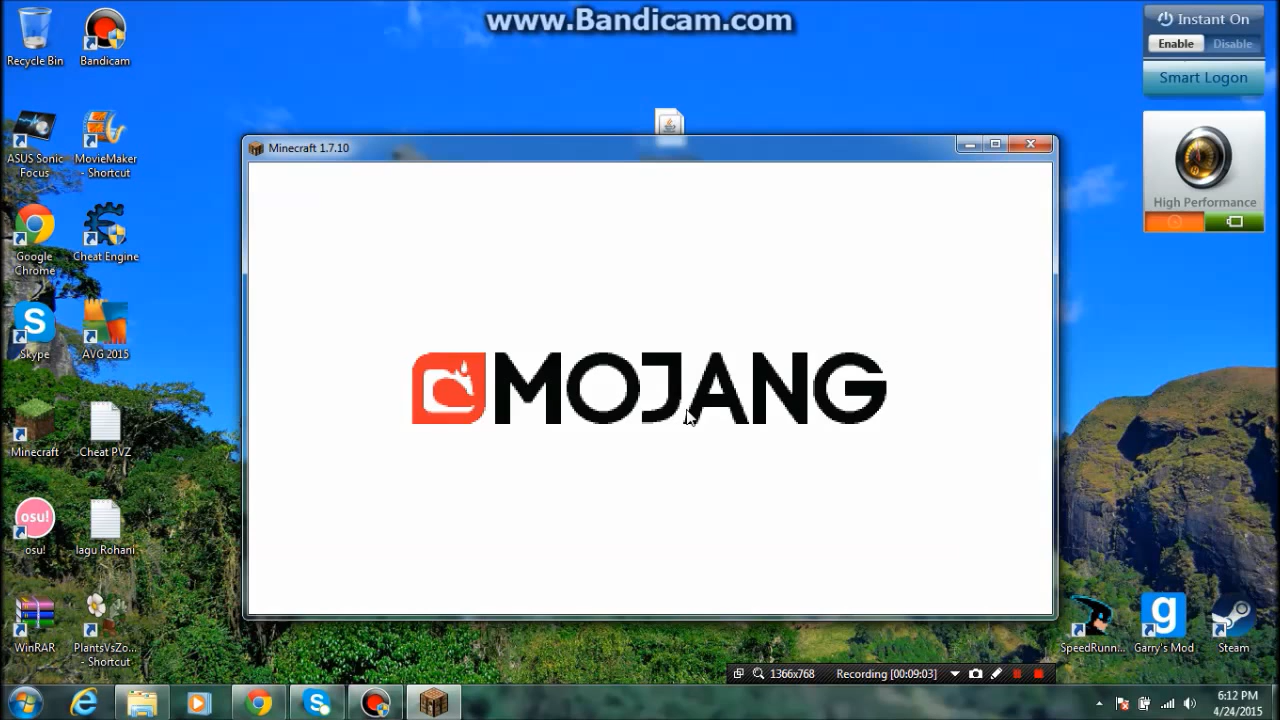 www.Bandicam.com
Recycle Bin
Bandicam
ASUS Sonic
Focus
MovieMaker
- Shortcut
Google
Chrome
Cheat Engine
Skype
AVG 2015
Minecraft
Cheat PVZ
osu!
osu!
lagu Rohani
WinRAR
PlantsVsZo...
- Shortcut
Minecraft 1.7.10
MOJANG
Instant On
Enable
Disable
Smart Logon
High Performance
SpeedRunn...
g
Garry's Mod
Steam
1366x768
Recording [00:09:03]
6:12 PM
4/24/2015